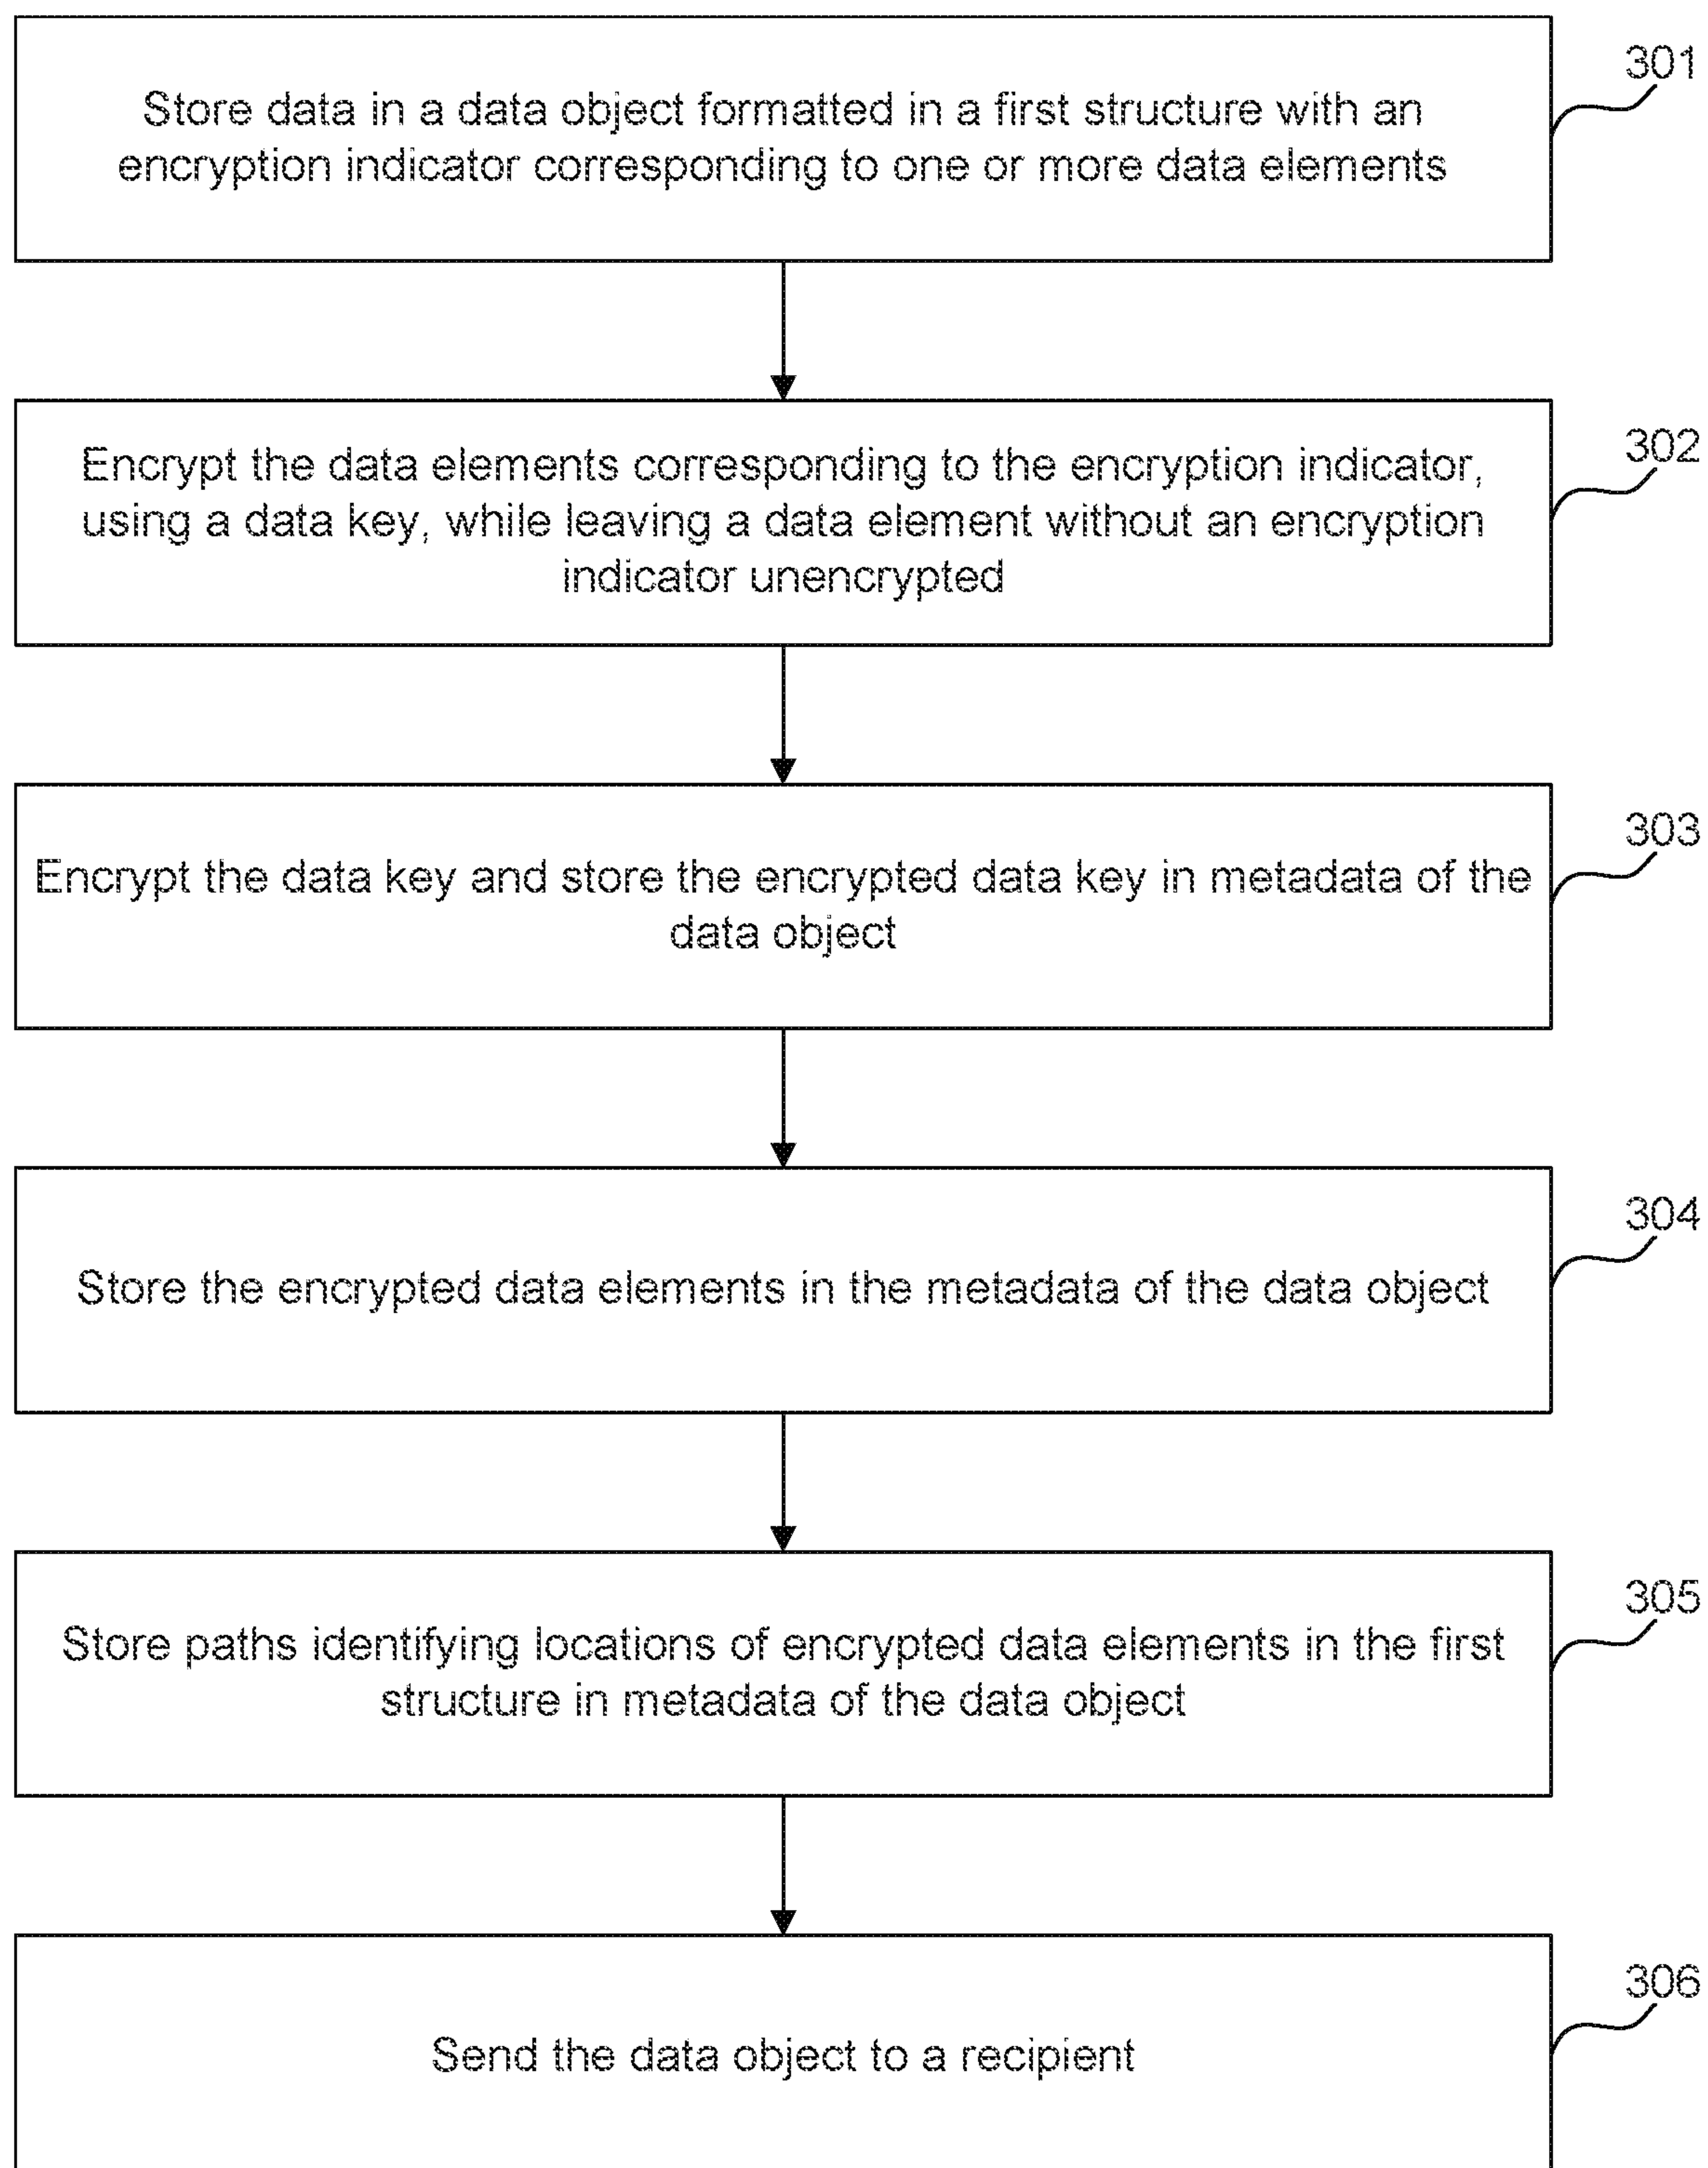 301
Store data in a data object formatted in a first structure with an
encryption indicator corresponding to one or more data elements
302
Encrypt the data elements corresponding to the encryption indicator,
using a data key, while leaving a data element without an encryption
indicator unencrypted
303
Encrypt the data key and store the encrypted data key in metadata of the
data object
304
Store the encrypted data elements in the metadata of the data object
305
Store paths identifying locations of encrypted data elements in the first
structure in metadata of the data object
306
Send the data object to a recipient